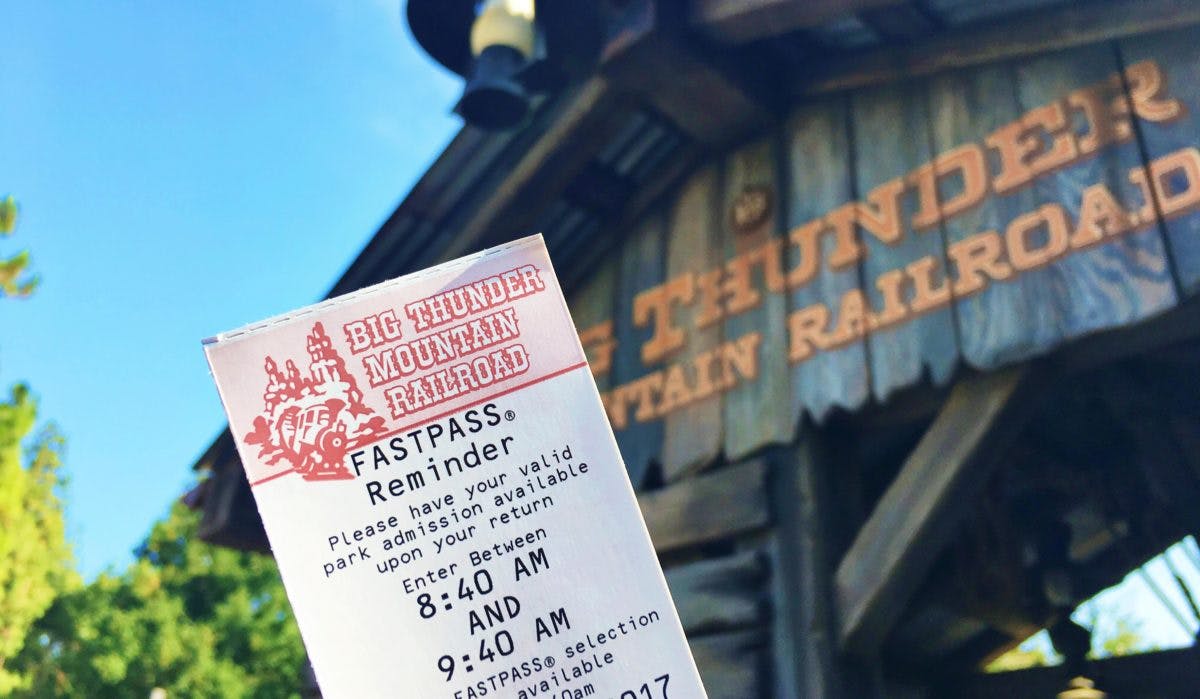 BIG THUNDER
MOUNTAIN
RAILROAD
FASTPASS®
Reminder
Please have your valid
park admission available
upon your return
Enter Between
8:40 AM
AND
9:40 AM
FASTPASS® selection
available
THUNDER
RAILROAD